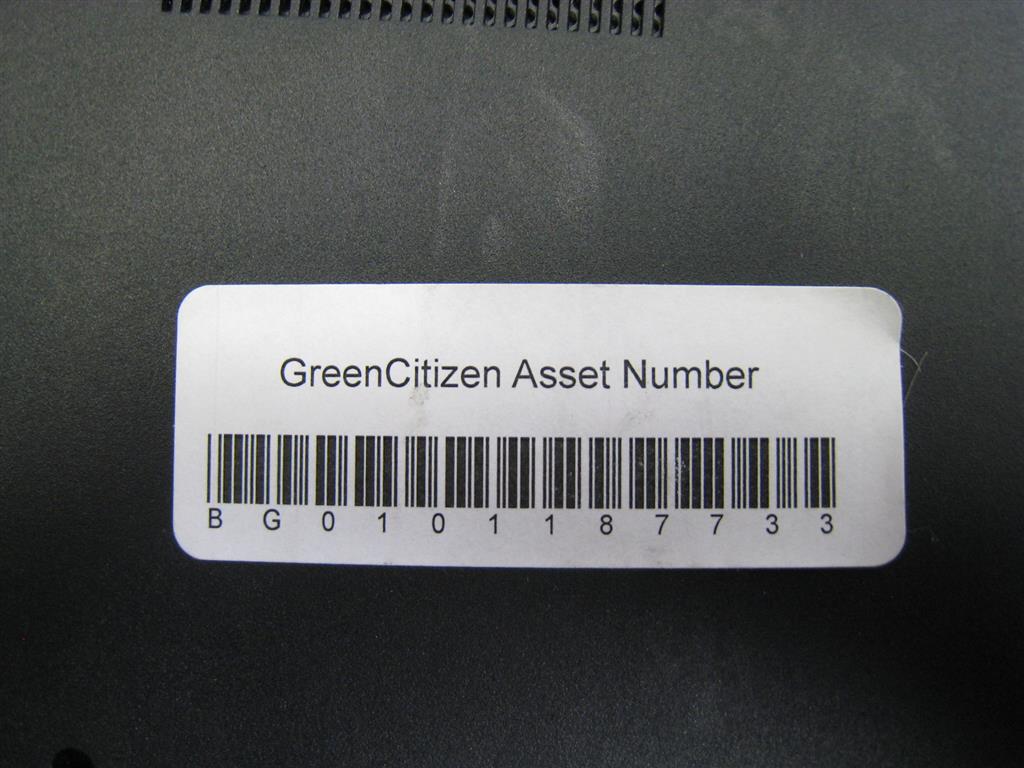 GreenCitizen Asset Number
B G 0 1 0 1 1 8 7 7 3 3